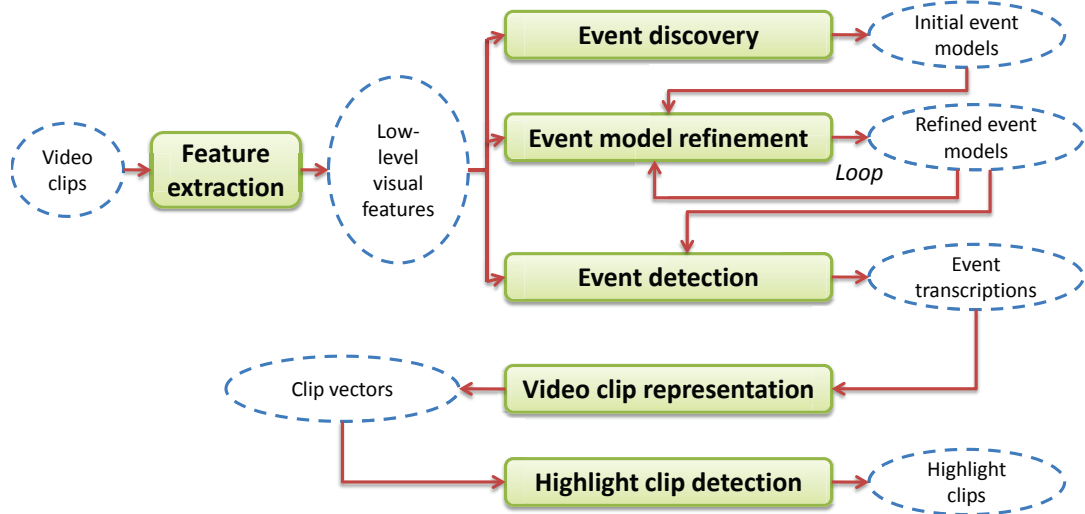 Event discovery
Initial event
models
Video
clips
Feature
extraction
Low-
level
visual
features
Event model refinement
Refined event
models
Loop
Event detection
Event
transcriptions
Clip vectors
Video clip representation
Highlight clip detection
Highlight
clips